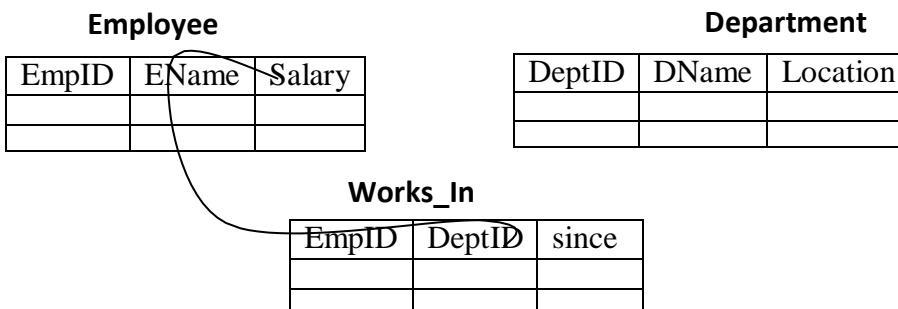 Employee
Department
EmpID EName Salary
DeptID DName Location
Works_In
EmpID DeptID since